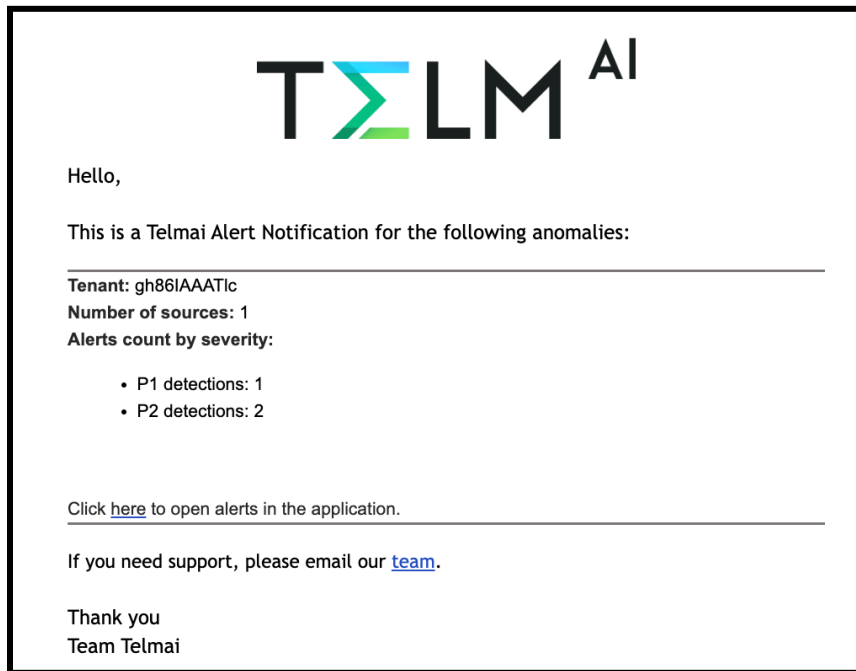 TΣLM AI
Hello,
This is a Telmai Alert Notification for the following anomalies:
Tenant: gh86IAAATlc
Number of sources: 1
Alerts count by severity:
• P1 detections: 1
• P2 detections: 2
Click here to open alerts in the application.
If you need support, please email our team.
Thank you
Team Telmai